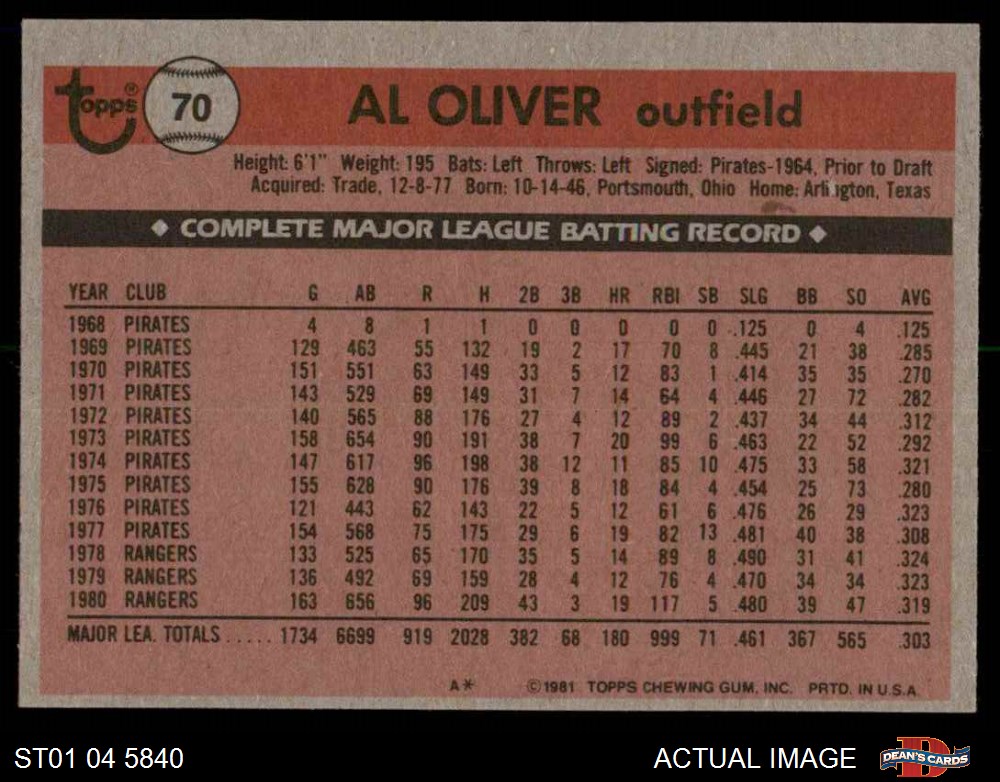 Topps® 70 AL OLIVER outfield
Height: 6'1" Weight: 195 Bats: Left Throws: Left Signed: Pirates-1964, Prior to Draft
Acquired: Trade, 12-8-77 Born: 10-14-46, Portsmouth, Ohio Home: Arlington, Texas
◆ COMPLETE MAJOR LEAGUE BATTING RECORD ◆
YEAR CLUB G AB R H 2B 3B HR RBI SB SLG BB SO AVG
1968 PIRATES 4 8 1 1 0 0 0 0 0 .125 0 4 .125
1969 PIRATES 129 463 55 132 19 2 17 70 8 .445 21 38 .285
1970 PIRATES 151 551 63 149 33 5 12 83 1 .414 35 35 .270
1971 PIRATES 143 529 69 149 31 7 14 64 4 .446 27 72 .282
1972 PIRATES 140 565 88 176 27 4 12 89 2 .437 34 44 .312
1973 PIRATES 158 654 90 191 38 7 20 99 6 .463 22 52 .292
1974 PIRATES 147 617 96 198 38 12 11 85 10 .475 33 58 .321
1975 PIRATES 155 628 90 176 39 8 18 84 4 .454 25 73 .280
1976 PIRATES 121 443 62 143 22 5 12 61 6 .476 26 29 .323
1977 PIRATES 154 568 75 175 29 6 19 82 13 .481 40 38 .308
1978 RANGERS 133 525 65 170 35 5 14 89 8 .490 31 41 .324
1979 RANGERS 136 492 69 159 28 4 12 76 4 .470 34 34 .323
1980 RANGERS 163 656 96 209 43 3 19 117 5 .480 39 47 .319
MAJOR LEA. TOTALS ..... 1734 6699 919 2028 382 68 180 999 71 .461 367 565 .303
A* ©1981 TOPPS CHEWING GUM, INC. PRTD. IN U.S.A.
ST01 04 5840 ACTUAL IMAGE DEAN'S CARDS